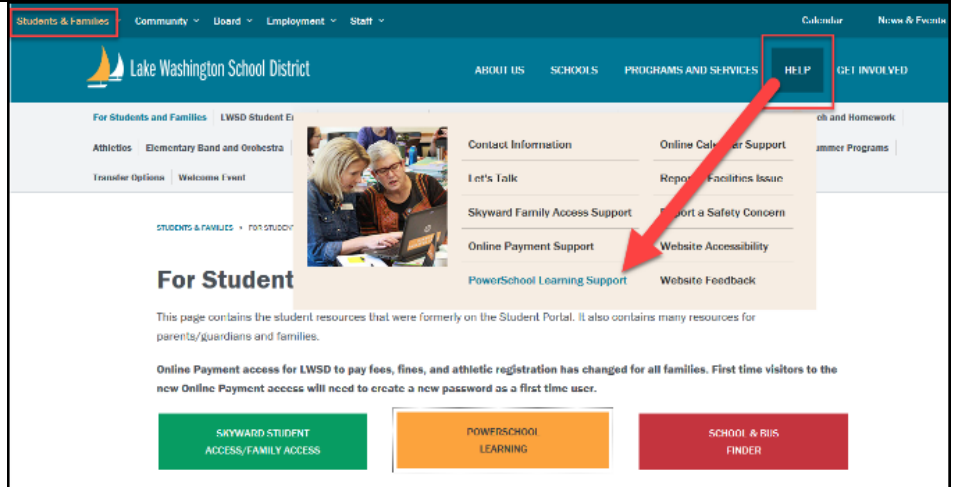 Students & Families Community Board Employment Staff Calendar News & Events
Lake Washington School District ABOUT US SCHOOLS PROGRAMS AND SERVICES HELP GET INVOLVED
For Students and Families LWSD Student and Homework
Athletics Elementary Band and Orchestra Summer Programs
Transfer Options Welcome Event
Contact Information Online Calendar Support
Let's Talk Report a Facilities Issue
Skyward Family Access Support Report a Safety Concern
Online Payment Support Website Accessibility
PowerSchool Learning Support Website Feedback
STUDENTS & FAMILIES FOR STUDENT
For Student
This page contains the student resources that were formerly on the Student Portal. It also contains many resources for
parents/guardians and families.
Online Payment access for LWSD to pay fees, fines, and athletic registration has changed for all families. First time visitors to the
new Online Payment access will need to create a new password as a first time user.
SKYWARD STUDENT
ACCESS/FAMILY ACCESS
POWERSCHOOL
LEARNING
SCHOOL & BUS
FINDER